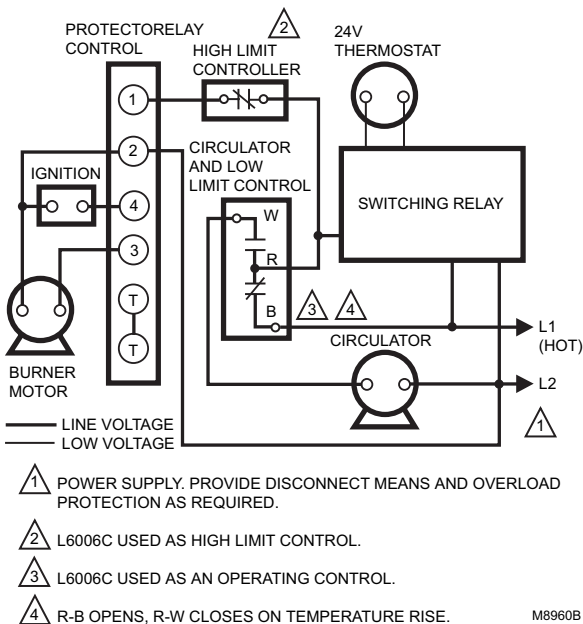 PROTECTORELAY
CONTROL
2
HIGH LIMIT
CONTROLLER
24V
THERMOSTAT
1
2
IGNITION
4
3
T
T
CIRCULATOR
AND LOW
LIMIT CONTROL
W
R
B
SWITCHING RELAY
3
4
L1
(HOT)
CIRCULATOR
L2
1
BURNER
MOTOR
LINE VOLTAGE
LOW VOLTAGE
1 POWER SUPPLY. PROVIDE DISCONNECT MEANS AND OVERLOAD
PROTECTION AS REQUIRED.
2 L6006C USED AS HIGH LIMIT CONTROL.
3 L6006C USED AS AN OPERATING CONTROL.
4 R-B OPENS, R-W CLOSES ON TEMPERATURE RISE.
M8960B